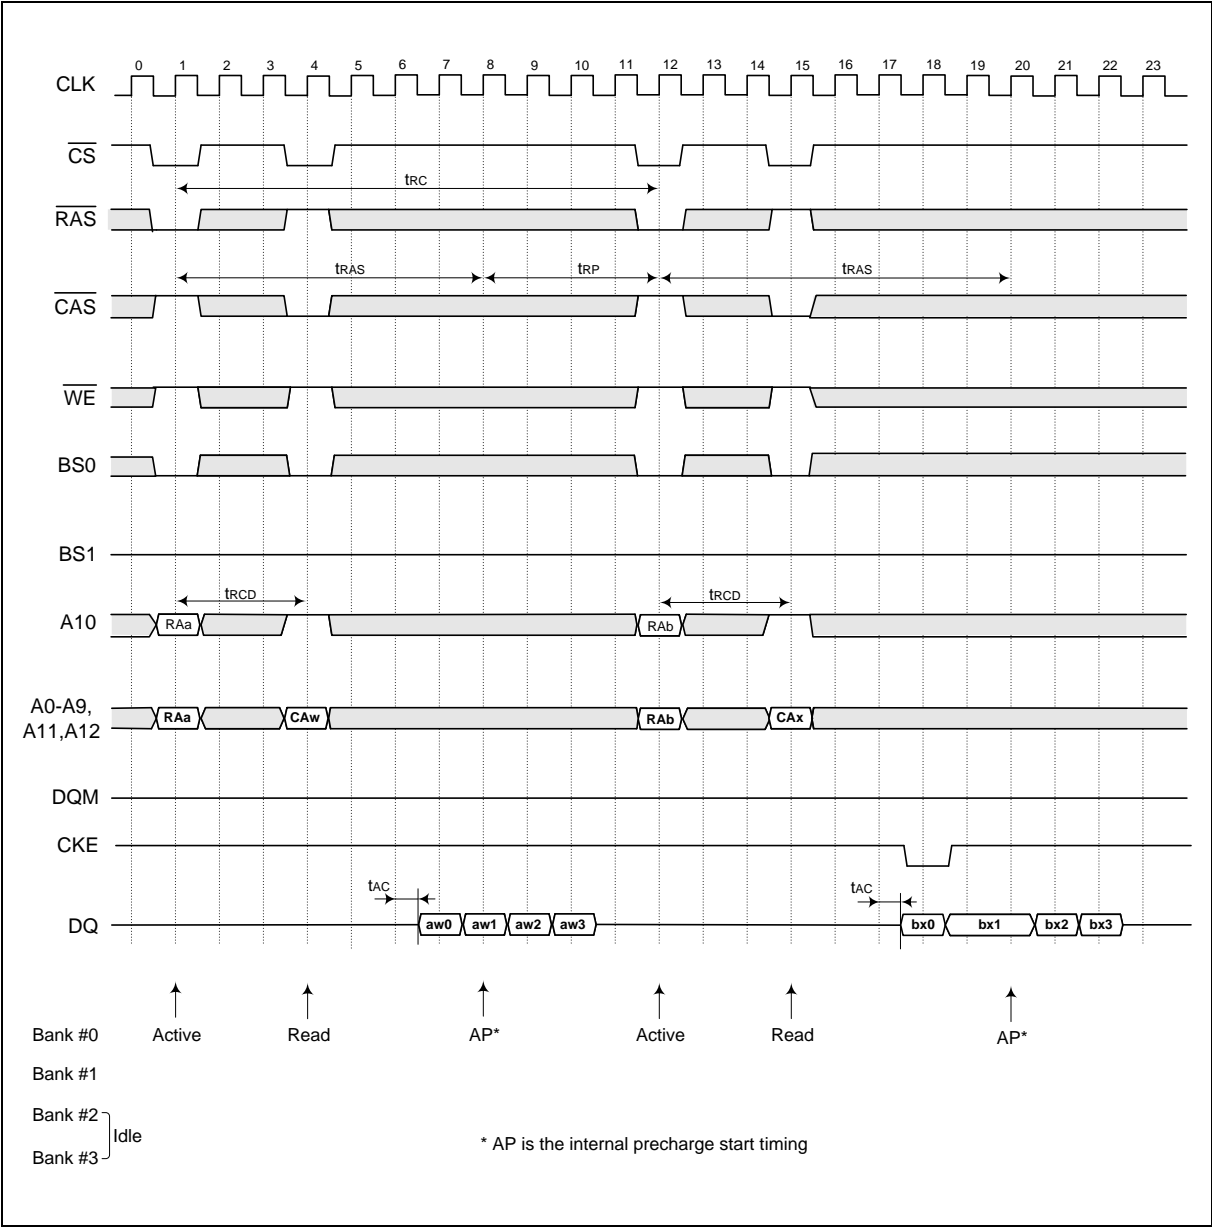 0 1 2 3 4 5 6 7 8 9 10 11 12 13 14 15 16 17 18 19 20 21 22 23
CLK
CS
tRC
RAS
tRAS tRP tRAS
CAS
WE
BS0
BS1
tRCD tRCD
A10 RAa RAb
A0-A9,
A11,A12 RAa CAw RAb CAx
DQM
CKE
tAC tAC
DQ aw0 aw1 aw2 aw3 bx0 bx1 bx2 bx3
Bank #0 Active Read AP* Active Read AP*
Bank #1
Bank #2
Idle
Bank #3
* AP is the internal precharge start timing